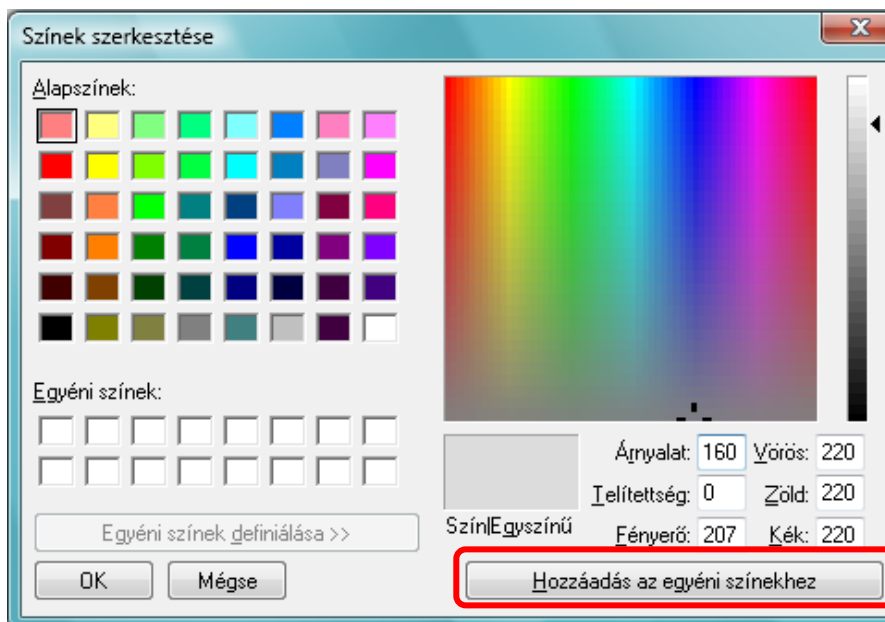 Színek szerkesztése
Alapszínek:
Egyéni színek:
Egyéni színek definiálása >>
OK
Mégse
Szín|Egyszínű
Árnyalat: 160
Vörös: 220
Telítettség: 0
Zöld: 220
Fényerő: 207
Kék: 220
Hozzáadás az egyéni színekhez